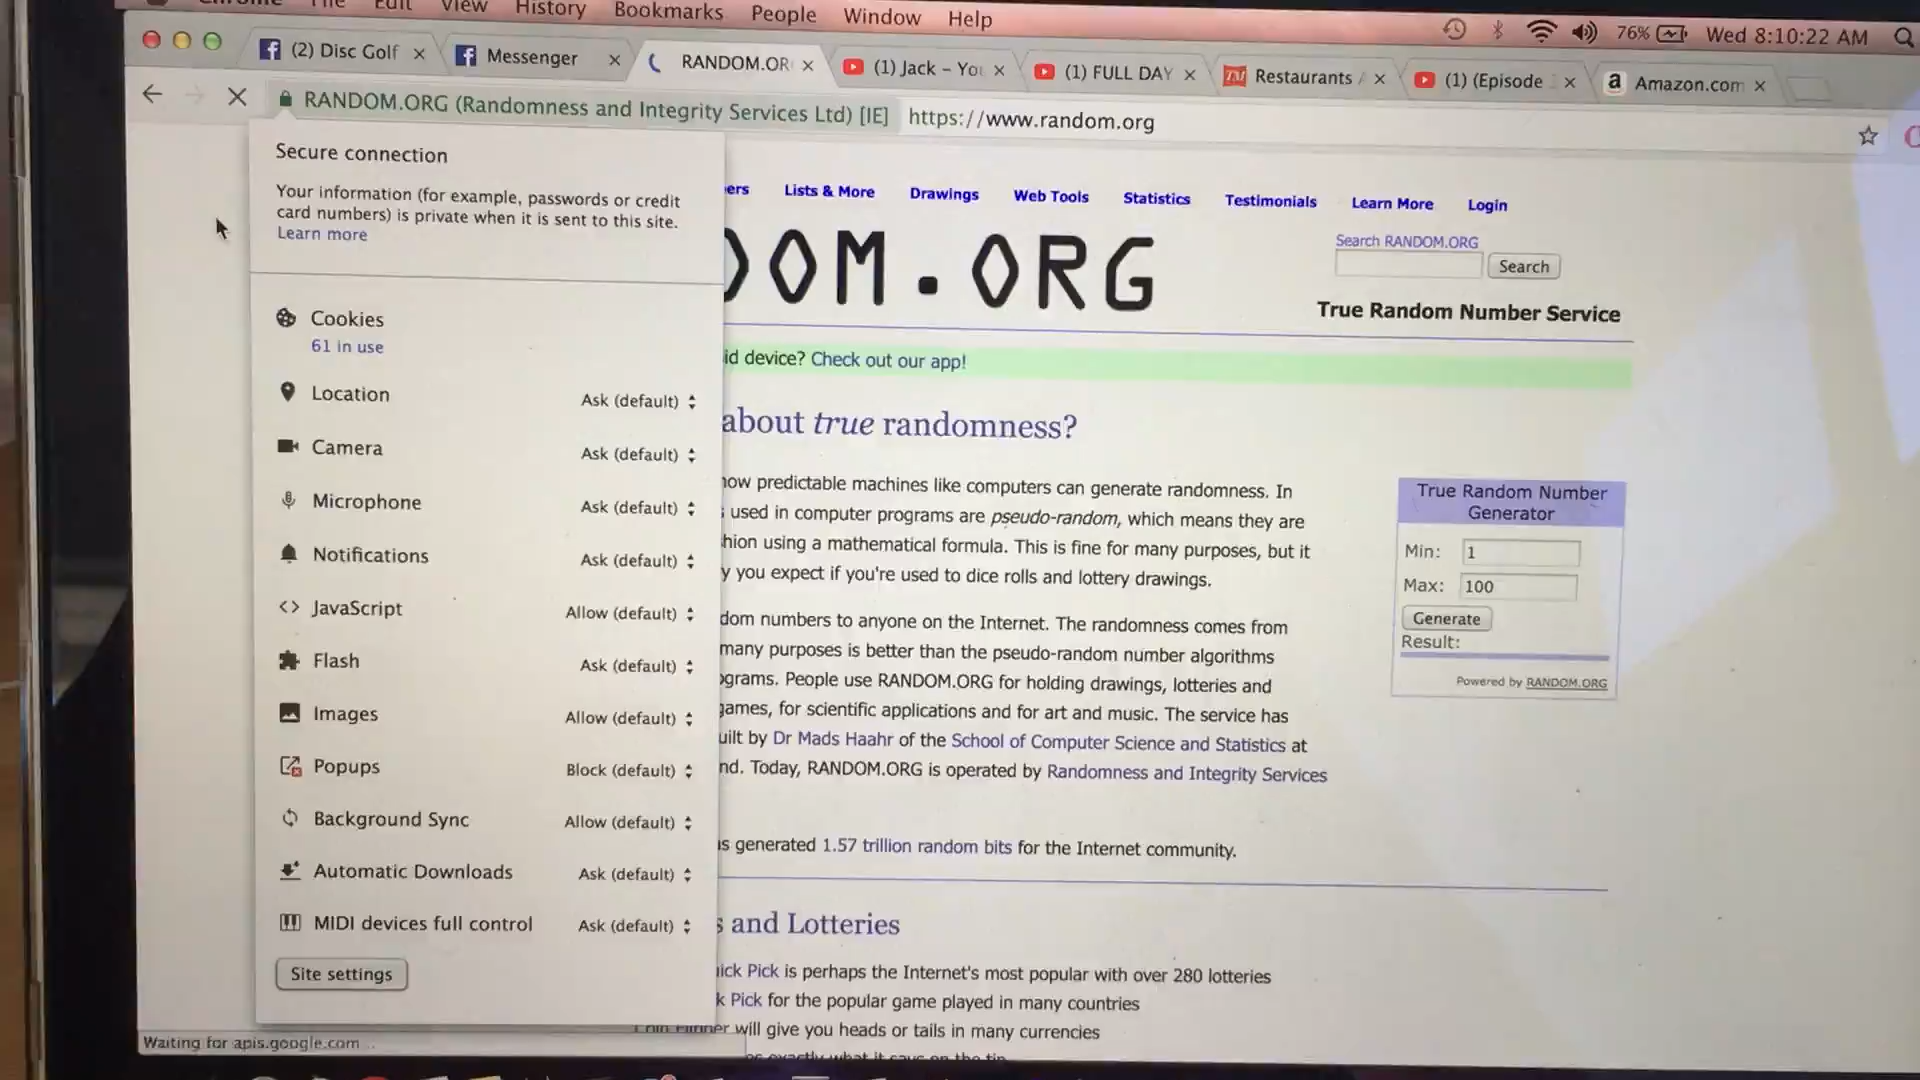 Edit View History Bookmarks People Window Help
76% Wed 8:10:22 AM
(2) Disc Golf
Messenger
RANDOM.OR
(1) Jack – You
(1) FULL DAY
TM Restaurants
(1) (Episode
a Amazon.com
RANDOM.ORG (Randomness and Integrity Services Ltd) [IE] https://www.random.org
Secure connection
Your information (for example, passwords or credit
card numbers) is private when it is sent to this site.
Learn more
Cookies
61 in use
Location Ask (default)
Camera Ask (default)
Microphone Ask (default)
Notifications Ask (default)
JavaScript Allow (default)
Flash Ask (default)
Images Allow (default)
Popups Block (default)
Background Sync Allow (default)
Automatic Downloads Ask (default)
MIDI devices full control Ask (default)
Site settings
ers Lists & More Drawings Web Tools Statistics Testimonials Learn More Login
Search RANDOM.ORG
Search
DOM.ORG
True Random Number Service
id device? Check out our app!
about true randomness?
now predictable machines like computers can generate randomness. In
used in computer programs are pseudo-random, which means they are
hion using a mathematical formula. This is fine for many purposes, but it
y you expect if you're used to dice rolls and lottery drawings.
dom numbers to anyone on the Internet. The randomness comes from
many purposes is better than the pseudo-random number algorithms
ograms. People use RANDOM.ORG for holding drawings, lotteries and
games, for scientific applications and for art and music. The service has
uilt by Dr Mads Haahr of the School of Computer Science and Statistics at
nd. Today, RANDOM.ORG is operated by Randomness and Integrity Services
is generated 1.57 trillion random bits for the Internet community.
True Random Number
Generator
Min: 1
Max: 100
Generate
Result:
Powered by RANDOM.ORG
s and Lotteries
uick Pick is perhaps the Internet's most popular with over 280 lotteries
k Pick for the popular game played in many countries
will give you heads or tails in many currencies
Waiting for apis.google.com...